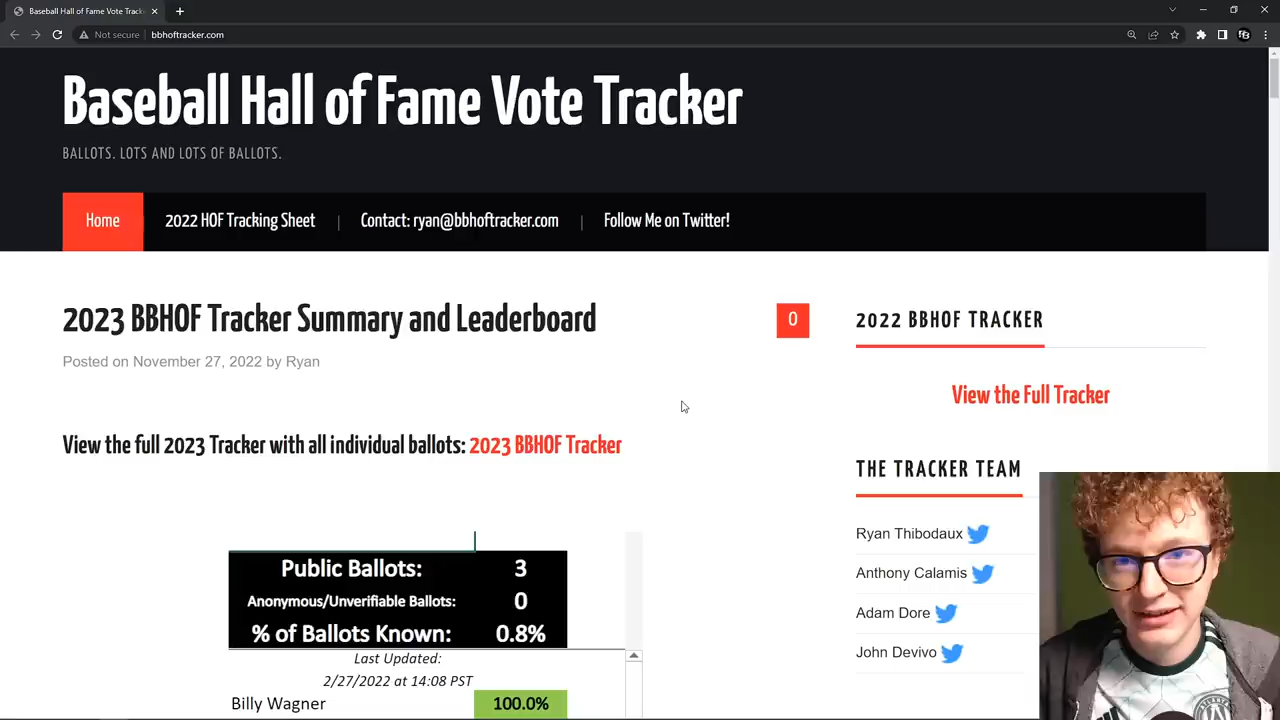 Baseball Hall of Fame Vote Track
Not secure
bbhoftracker.com
Baseball Hall of Fame Vote Tracker
BALLOTS. LOTS AND LOTS OF BALLOTS.
Home
2022 HOF Tracking Sheet
Contact: ryan@bbhoftracker.com
Follow Me on Twitter!
2023 BBHOF Tracker Summary and Leaderboard
0
Posted on November 27, 2022 by Ryan
View the full 2023 Tracker with all individual ballots: 2023 BBHOF Tracker
Public Ballots: 3
Anonymous/Unverifiable Ballots: 0
% of Ballots Known: 0.8%
Last Updated:
2/27/2022 at 14:08 PST
Billy Wagner 100.0%
2022 BBHOF TRACKER
View the Full Tracker
THE TRACKER TEAM
Ryan Thibodaux
Anthony Calamis
Adam Dore
John Devivo